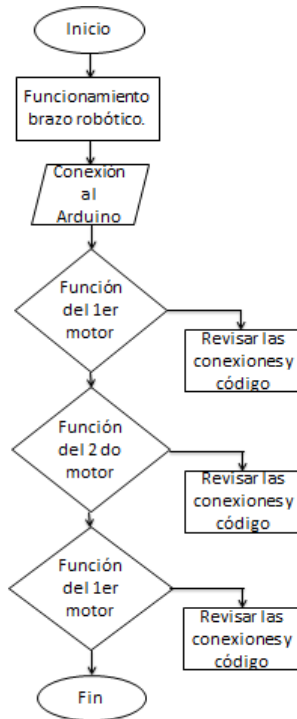 Inicio
Funcionamiento
brazo robótico.
Conexión
al
Arduino
Función
del 1er
motor
Revisar las
conexiones y
código
Función
del 2 do
motor
Revisar las
conexiones y
código
Función
del 1er
motor
Revisar las
conexiones y
código
Fin